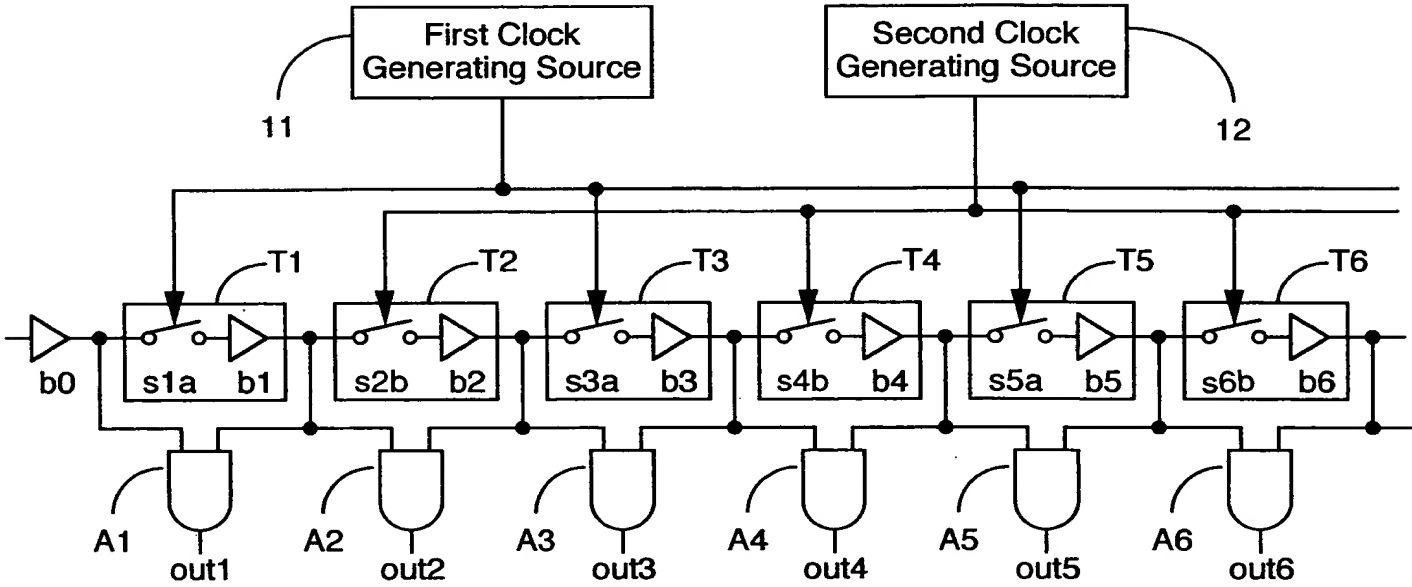 First Clock
Generating Source
Second Clock
Generating Source
11
12
T1
T2
T3
T4
T5
T6
b0
s1a
b1
s2b
b2
s3a
b3
s4b
b4
s5a
b5
s6b
b6
A1
A2
A3
A4
A5
A6
out1
out2
out3
out4
out5
out6